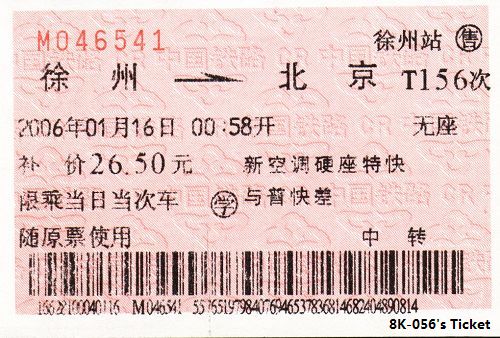 M046541 徐州站 售
徐州 → 北京 T156次
2006年01月16日 00:58开 无座
补价26.50元 新空调硬座特快
限乘当日当次车 学 与普快差
随原票使用 中转
M046541
8K-056's Ticket